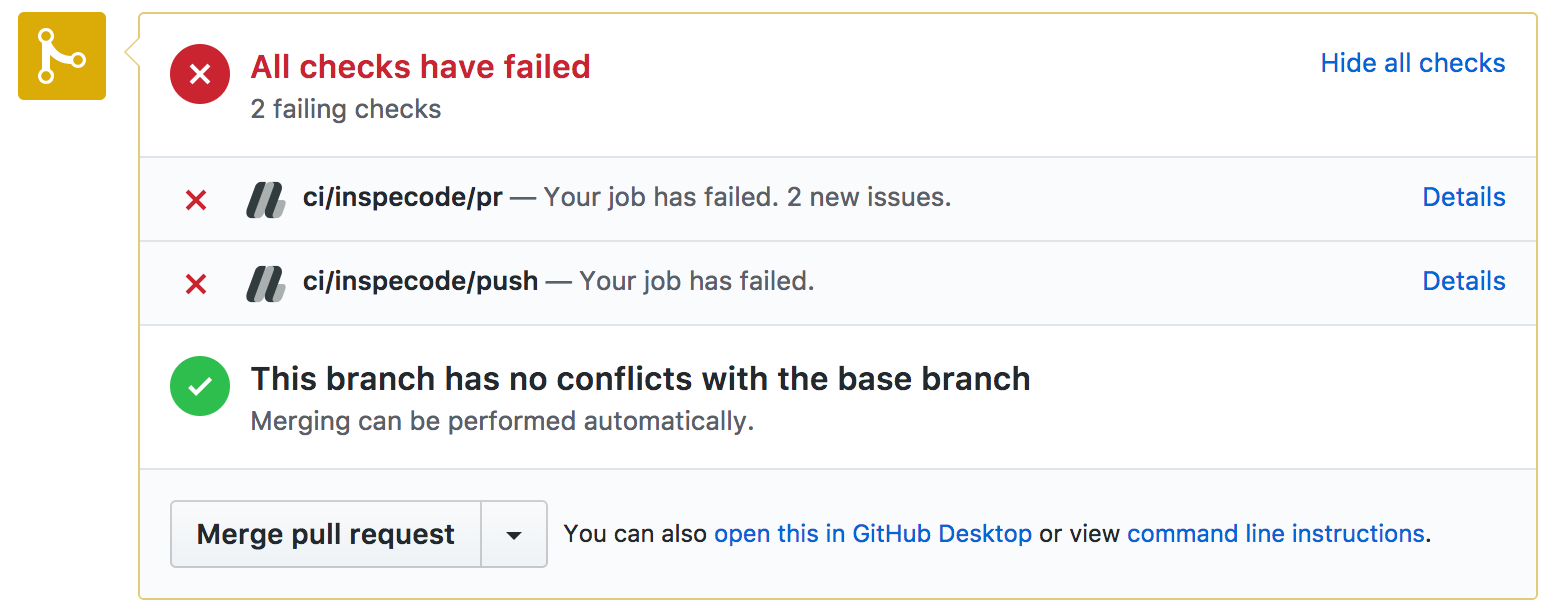 All checks have failed
Hide all checks
2 failing checks
ci/inspecode/pr — Your job has failed. 2 new issues.
Details
ci/inspecode/push — Your job has failed.
Details
This branch has no conflicts with the base branch
Merging can be performed automatically.
Merge pull request
You can also open this in GitHub Desktop or view command line instructions.